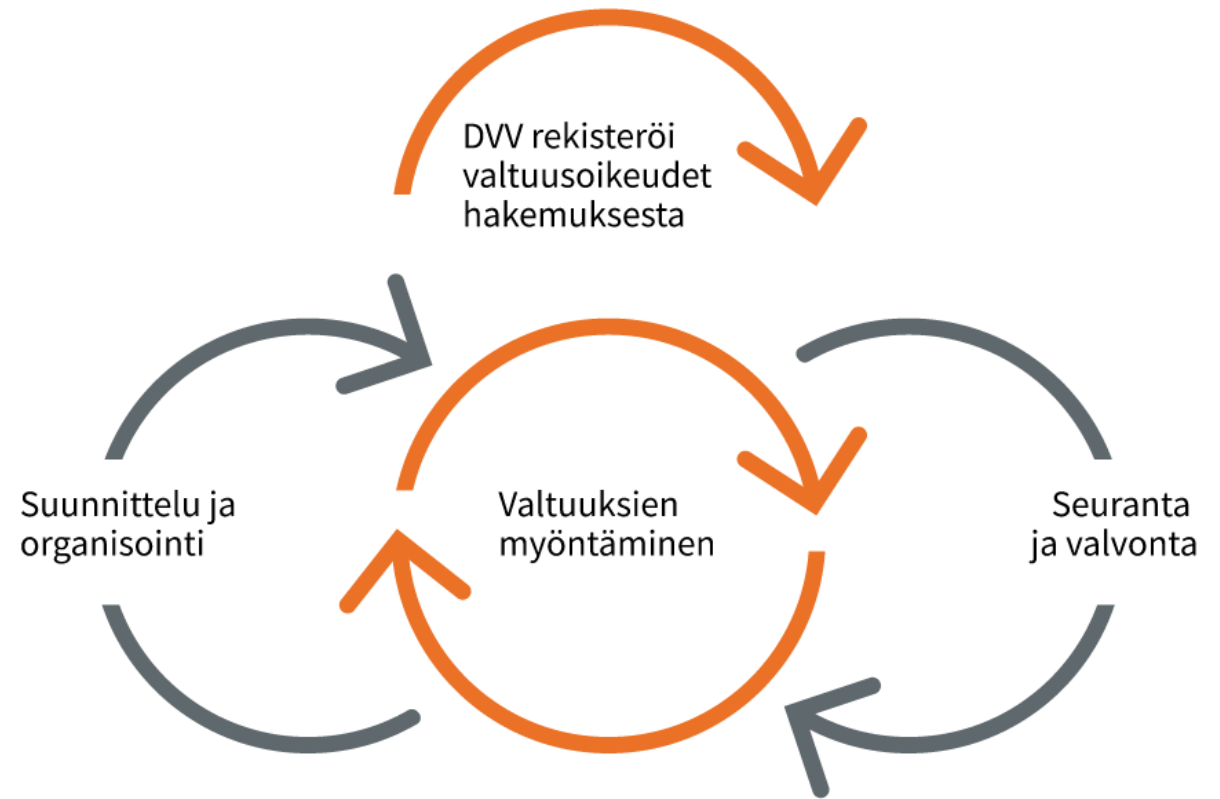 DVV rekisteröi
valtuusoikeudet
hakemuksesta
Suunnittelu ja
organisointi
Valtuuksien
myöntäminen
Seuranta
ja valvonta